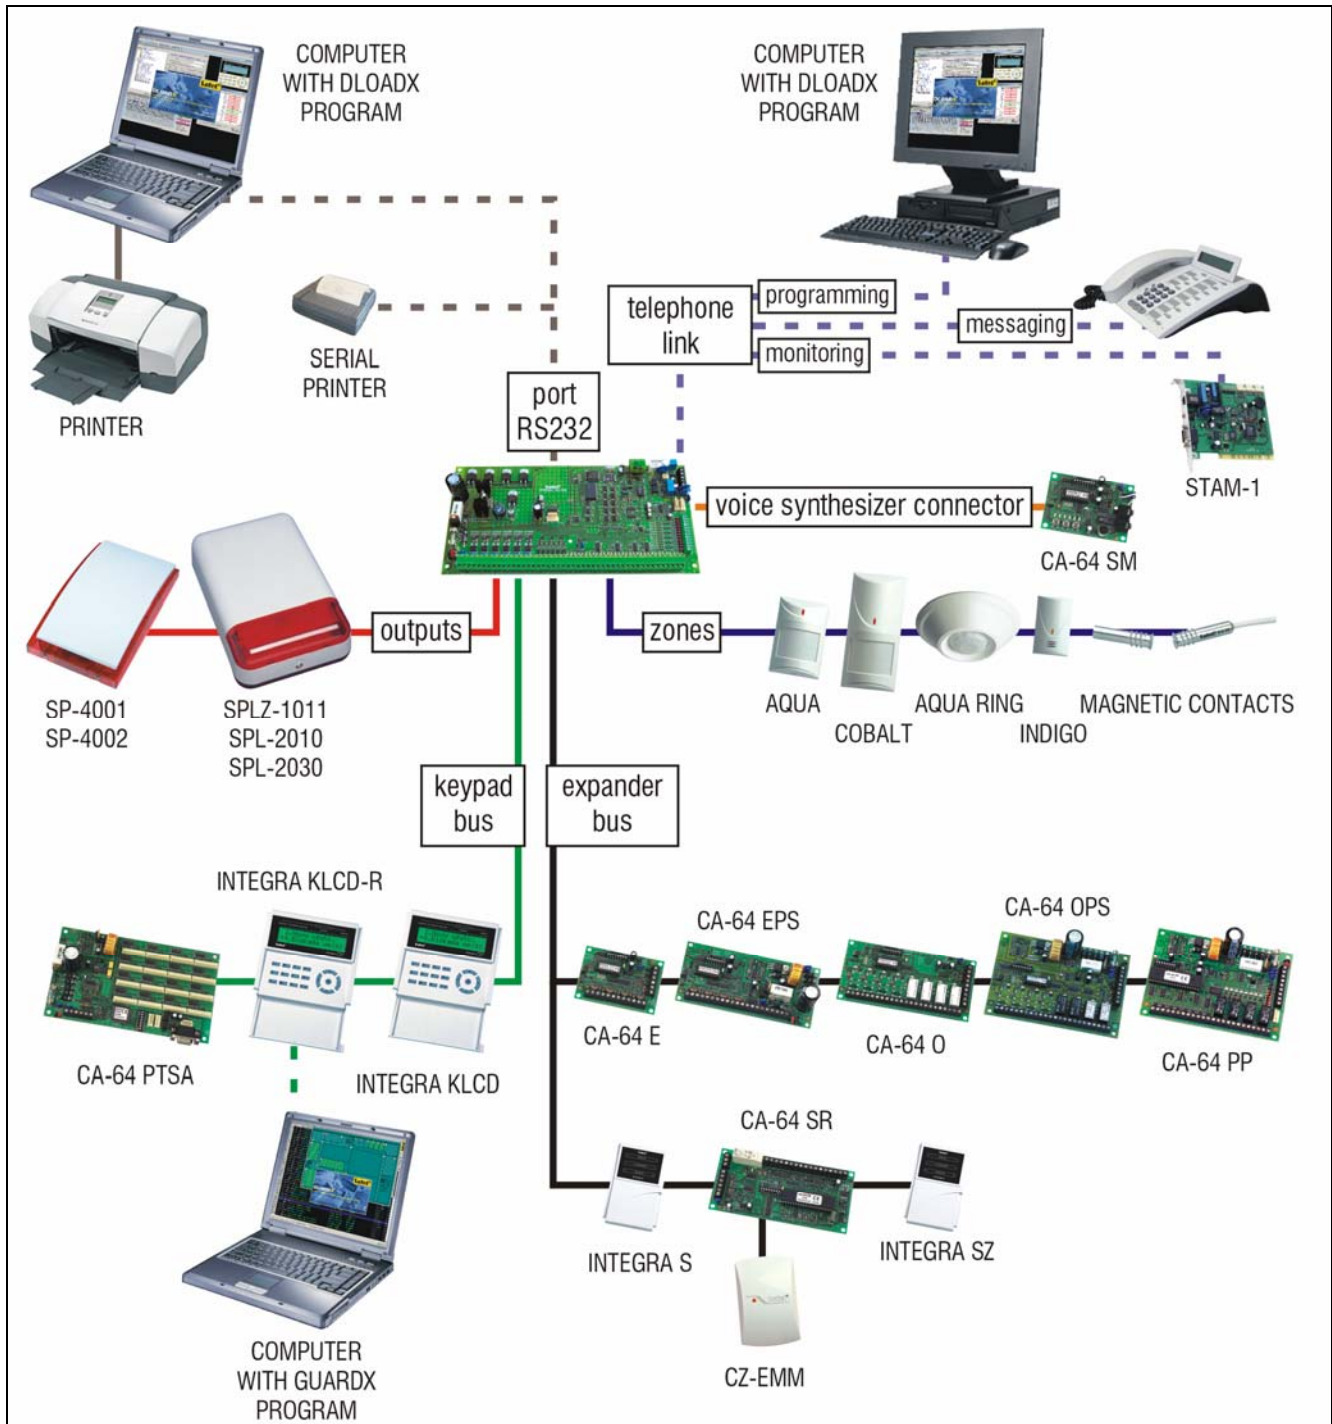 COMPUTER
WITH DLOADX
PROGRAM
COMPUTER
WITH DLOADX
PROGRAM
PRINTER
SERIAL
PRINTER
port
RS232
telephone
link
programming
messaging
monitoring
STAM-1
voice synthesizer connector
CA-64 SM
outputs
SP-4001
SP-4002
SPLZ-1011
SPL-2010
SPL-2030
zones
AQUA
COBALT
AQUA RING
INDIGO
MAGNETIC CONTACTS
keypad
bus
expander
bus
INTEGRA KLCD-R
CA-64 PTSA
INTEGRA KLCD
COMPUTER
WITH GUARDX
PROGRAM
CA-64 EPS
CA-64 OPS
CA-64 E
CA-64 O
CA-64 PP
CA-64 SR
INTEGRA S
INTEGRA SZ
CZ-EMM